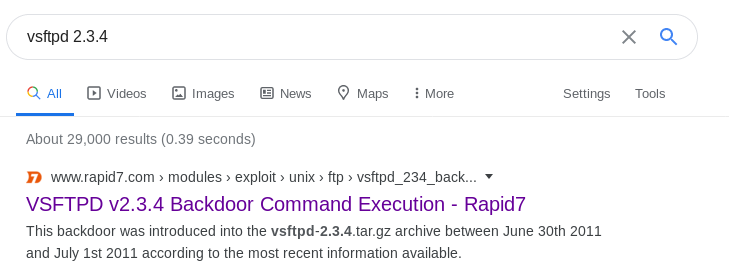 vsftpd 2.3.4
All Videos Images News Maps More Settings Tools
About 29,000 results (0.39 seconds)
www.rapid7.com › modules › exploit › unix › ftp › vsftpd_234_back...
VSFTPD v2.3.4 Backdoor Command Execution - Rapid7
This backdoor was introduced into the vsftpd-2.3.4.tar.gz archive between June 30th 2011
and July 1st 2011 according to the most recent information available.